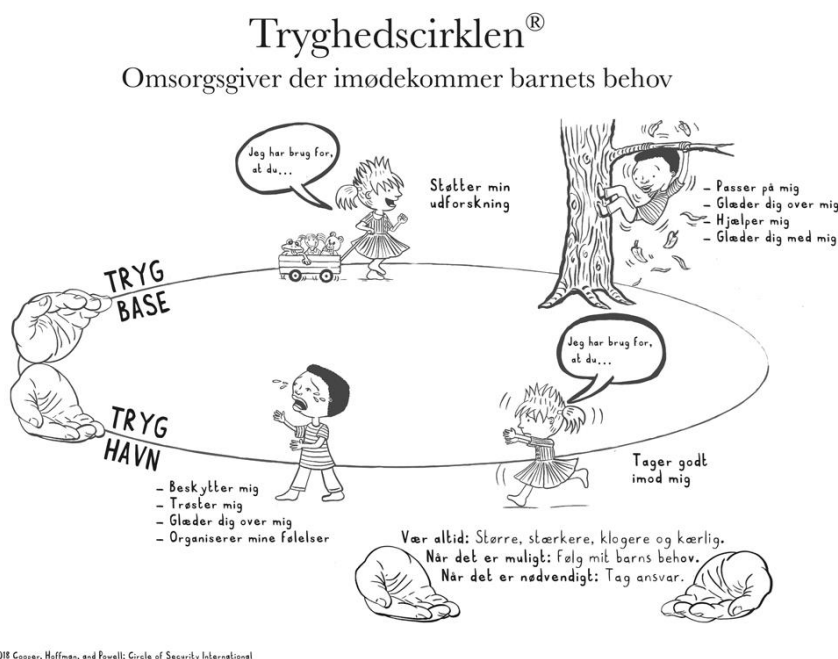 Tryghedscirklen®
Omsorgsgiver der imødekommer barnets behov
Jeg har brug for,
at du...
Støtter min
udforskning
- Passer på mig
- Glæder dig over mig
- Hjælper mig
- Glæder dig med mig
TRYG
BASE
Jeg har brug for,
at du...
TRYG
HAVN
Tager godt
imod mig
- Beskytter mig
- Trøster mig
- Glæder dig over mig
- Organiserer mine følelser
Vær altid: Større, stærkere, klogere og kærlig.
Når det er muligt: Følg mit barns behov.
Når det er nødvendigt: Tag ansvar.
018 Cooper, Hoffman, and Powell; Circle of Security International